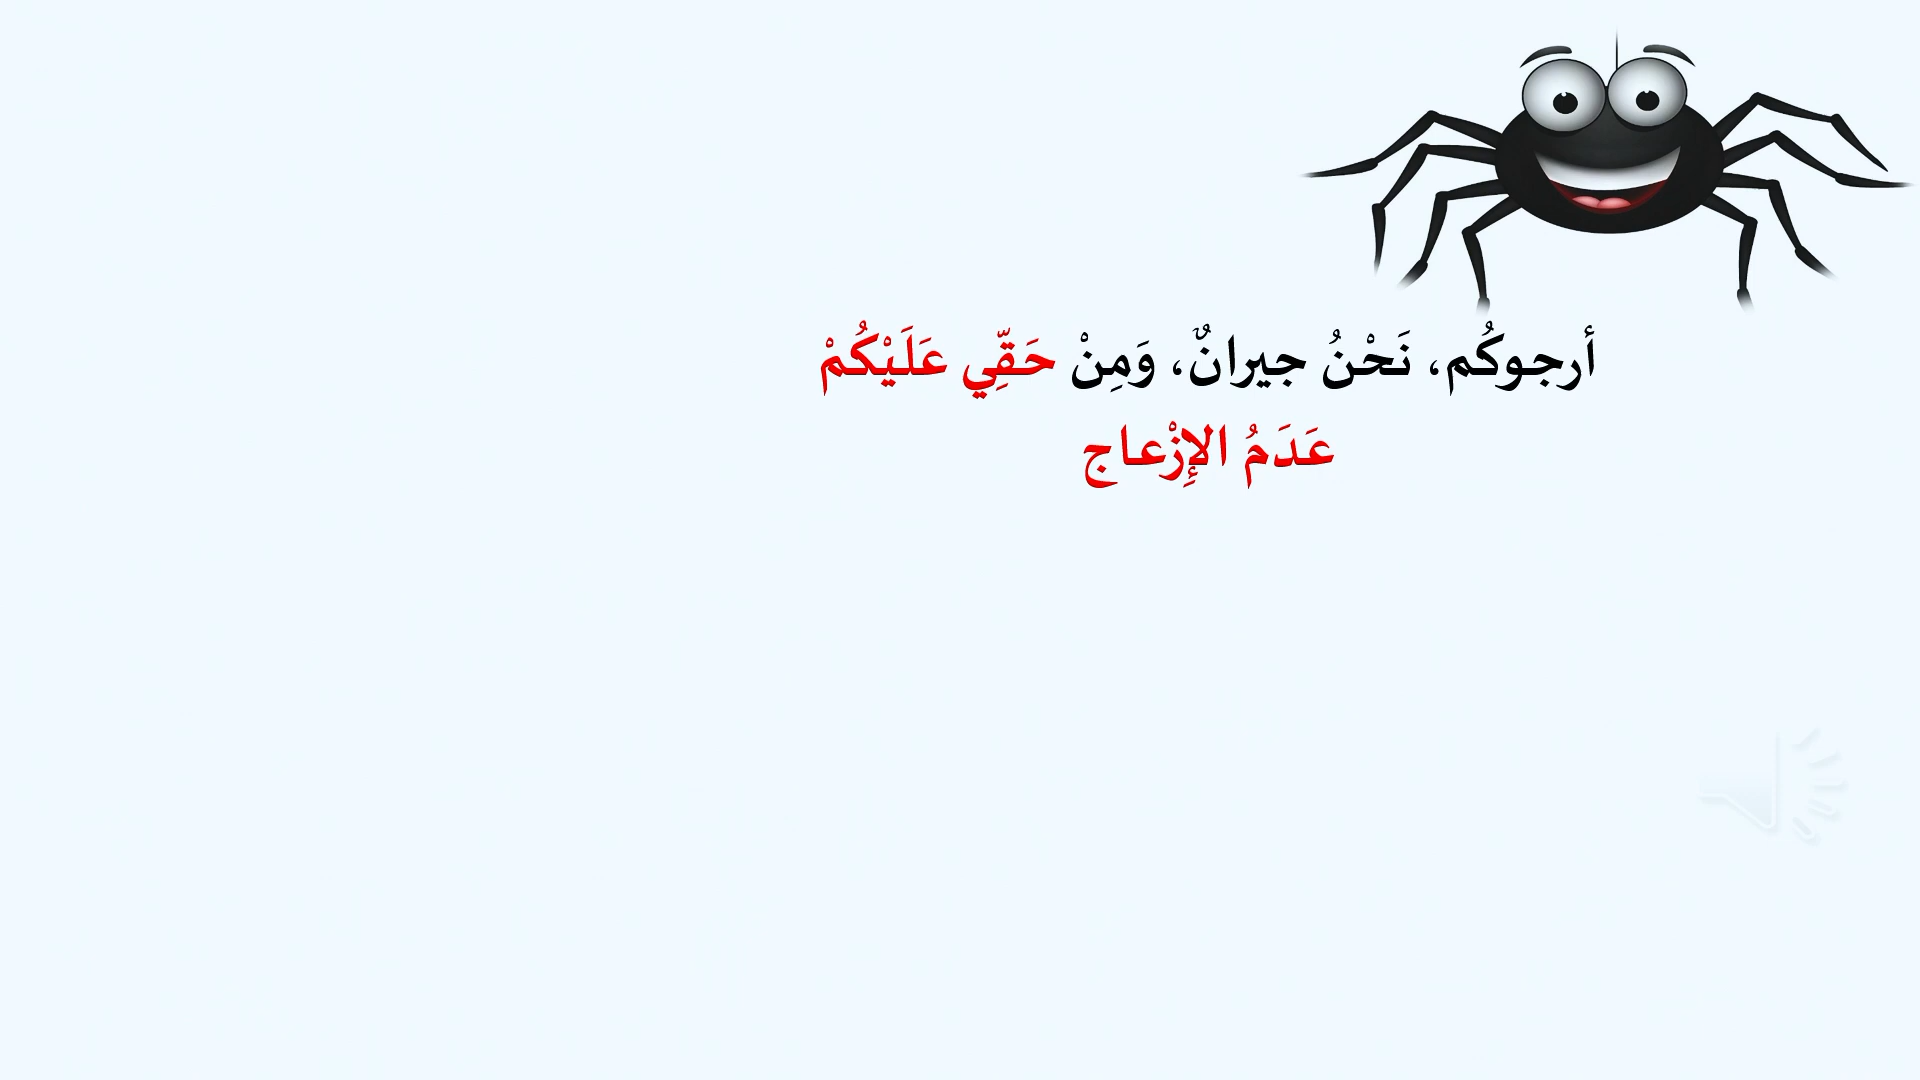 أرجوكُم، نَحْنُ جيرانٌ، وَمِنْ حَقِّي عَلَيْكُمْ
عَدَمُ الإِزْعاج